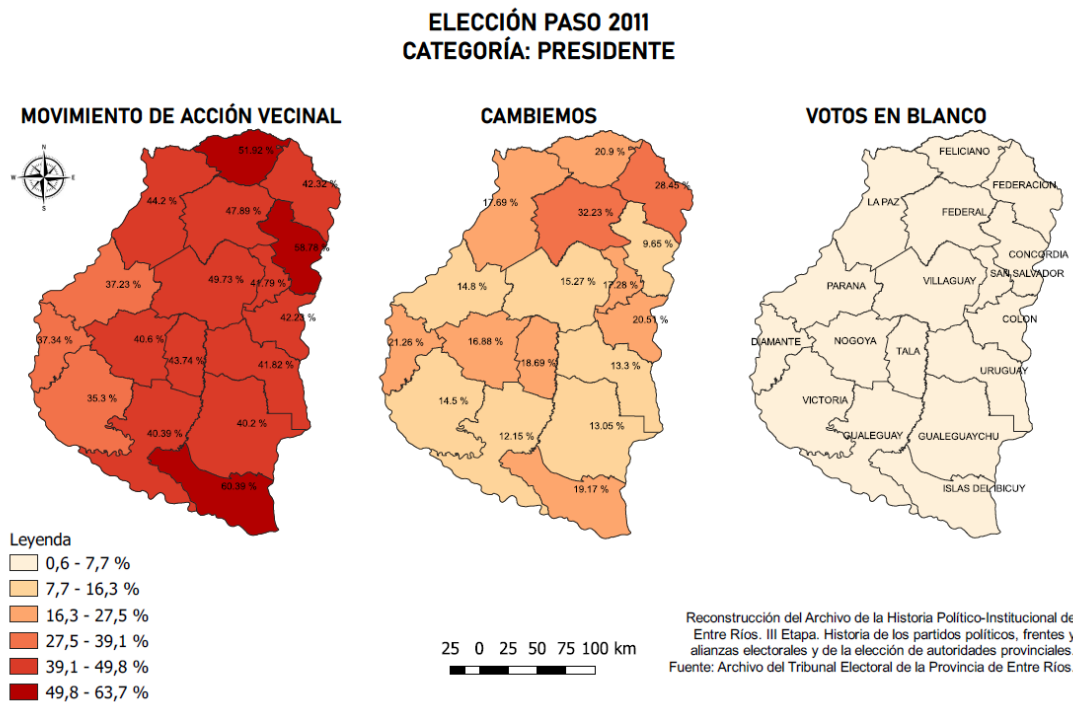 ELECCIÓN PASO 2011
CATEGORÍA: PRESIDENTE
MOVIMIENTO DE ACCIÓN VECINAL
N
W
E
S
51.92 %
42.32 %
44.2 %
47.89 %
58.78 %
49.73 %
41.79 %
37.23 %
42.23 %
37.34 %
40.6 %
43.74 %
41.82 %
35.3 %
40.39 %
40.2 %
60.39 %
CAMBIEMOS
20.9 %
28.45 %
17.69 %
32.23 %
9.65 %
15.27 %
17.28 %
14.8 %
20.51 %
21.26 %
16.88 %
18.69 %
13.3 %
14.5 %
12.15 %
13.05 %
19.17 %
VOTOS EN BLANCO
FELICIANO
FEDERACION
LA PAZ
FEDERAL
CONCORDIA
SAN SALVADOR
VILLAGUAY
PARANA
COLON
DIAMANTE
NOGOYA
TALA
URUGUAY
VICTORIA
GUALEGUAY
GUALEGUAYCHU
ISLAS DEL IBICUY
Leyenda
0,6 - 7,7 %
7,7 - 16,3 %
16,3 - 27,5 %
27,5 - 39,1 %
39,1 - 49,8 %
49,8 - 63,7 %
25 0 25 50 75 100 km
Reconstrucción del Archivo de la Historia Político-Institucional de
Entre Ríos. III Etapa. Historia de los partidos políticos, frentes y
alianzas electorales y de la elección de autoridades provinciales.
Fuente: Archivo del Tribunal Electoral de la Provincia de Entre Ríos.